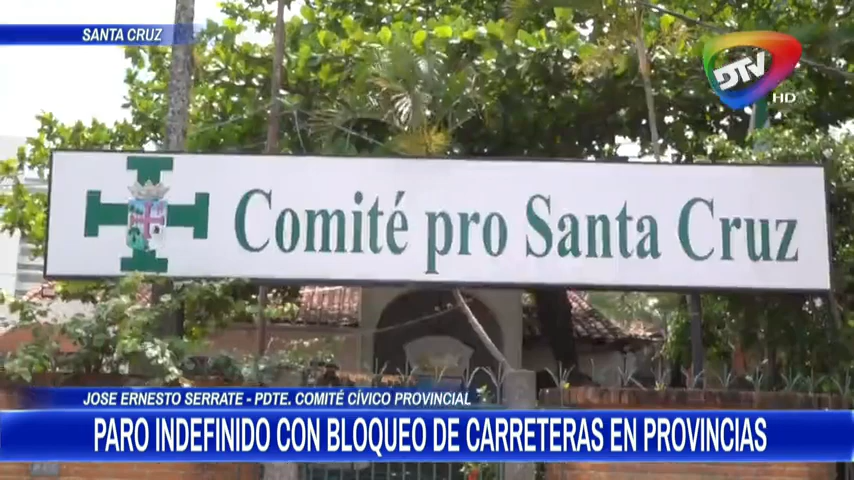 SANTA CRUZ
DTV
HD
Comité pro Santa Cruz
JOSE ERNESTO SERRATE - PDTE. COMITÉ CÍVICO PROVINCIAL
PARO INDEFINIDO CON BLOQUEO DE CARRETERAS EN PROVINCIAS